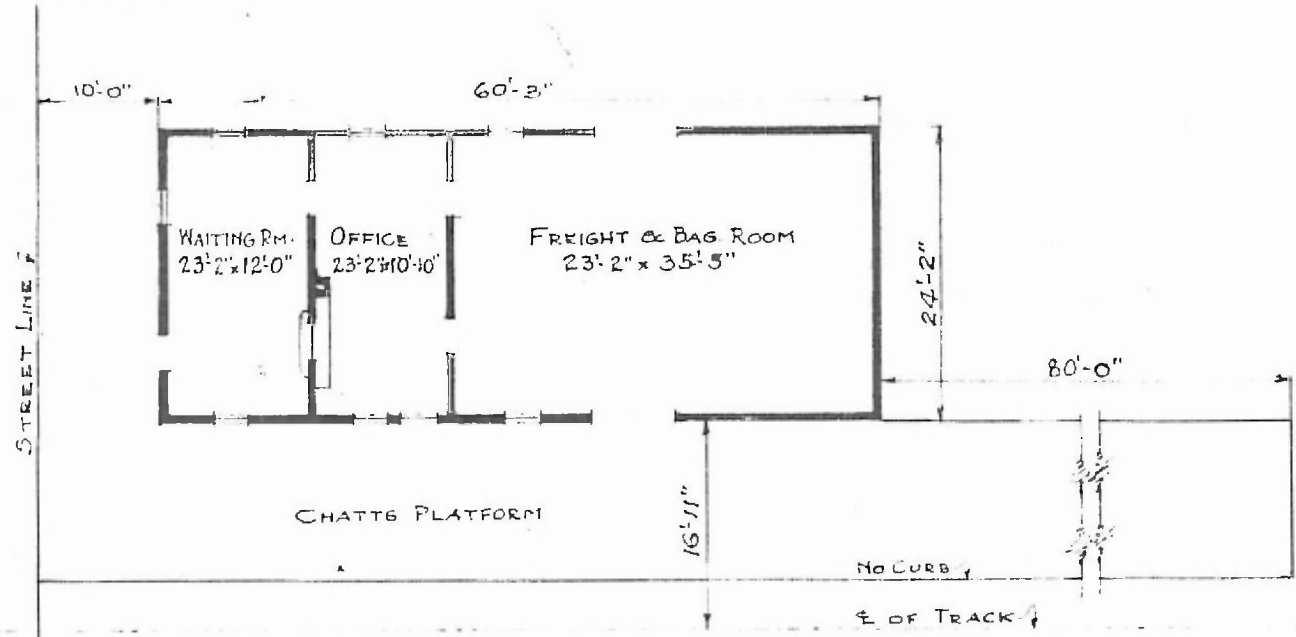 10'-0"
60'-3"
STREET LINE
WAITING RM.
23'-2"x12'-0"
OFFICE
23'-2"x10'-10"
FREIGHT & BAG. ROOM
23'-2" x 35'-5"
24'-2"
80'-0"
CHATTS PLATFORM
16'-11"
NO CURB
℄ OF TRACK